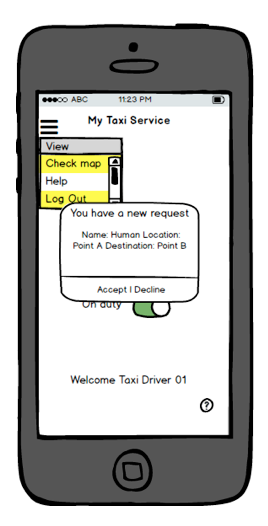 ABC 11:23 PM
My Taxi Service
View
Check map
Help
Log Out
You have a new request
Name: Human Location:
Point A Destination: Point B
Accept | Decline
On duty
Welcome Taxi Driver 01
?